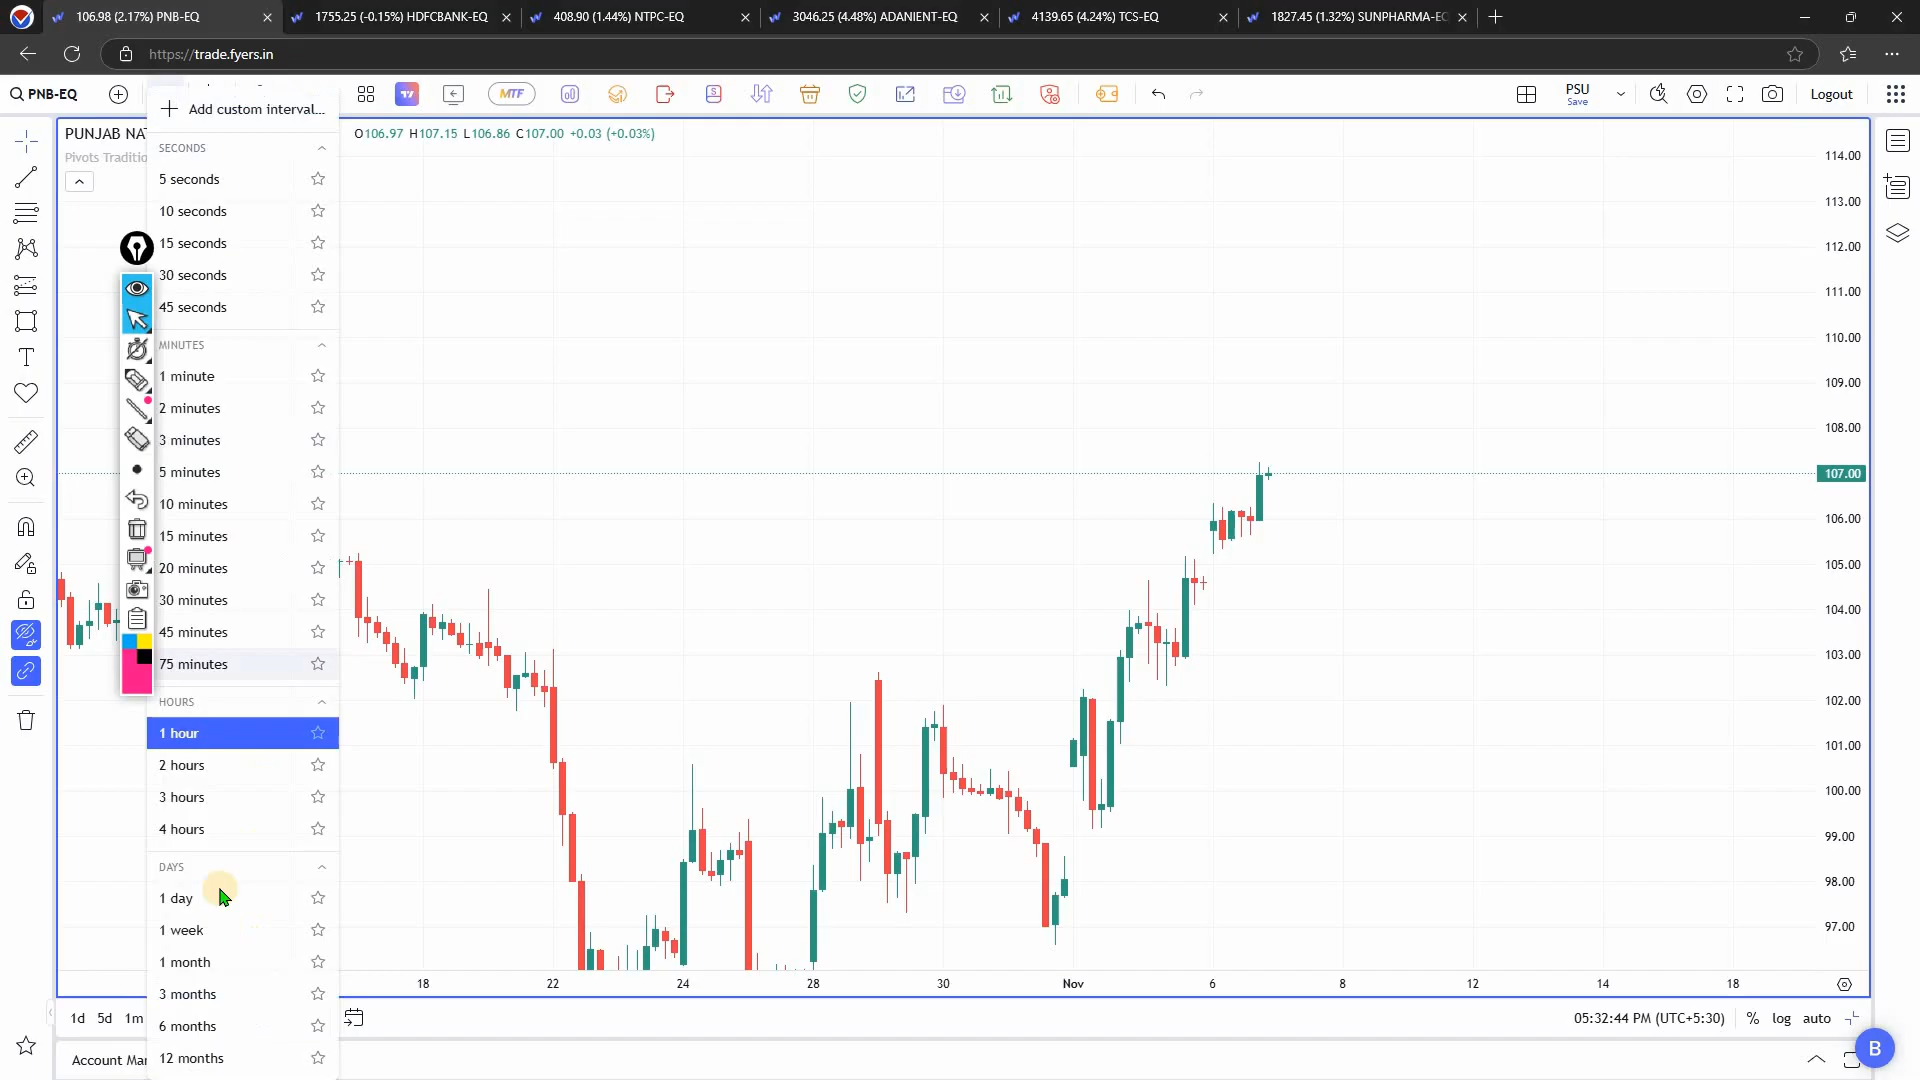 106.98 (2.17%) PNB-EQ
1755.25 (-0.15%) HDFCBANK-EQ
408.90 (1.44%) NTPC-EQ
3046.25 (4.48%) ADANIENT-EQ
4139.65 (4.24%) TCS-EQ
1827.45 (1.32%) SUNPHARMA-EQ
https://trade.fyers.in
PNB-EQ
MTF
PSU
Save
Logout
PUNJAB NAT
O106.97 H107.15 L106.86 C107.00 +0.03 (+0.03%)
Pivots Traditio
Add custom interval...
SECONDS
5 seconds
10 seconds
15 seconds
30 seconds
45 seconds
MINUTES
1 minute
2 minutes
3 minutes
5 minutes
10 minutes
15 minutes
20 minutes
30 minutes
45 minutes
75 minutes
HOURS
1 hour
2 hours
3 hours
4 hours
DAYS
1 day
1 week
1 month
3 months
6 months
12 months
114.00
113.00
112.00
111.00
110.00
109.00
108.00
107.00
106.00
105.00
104.00
103.00
102.00
101.00
100.00
99.00
98.00
97.00
18
22
24
28
30
Nov
6
8
12
14
18
1d 5d 1m
05:32:44 PM (UTC+5:30)
%
log
auto
Account Mar
B